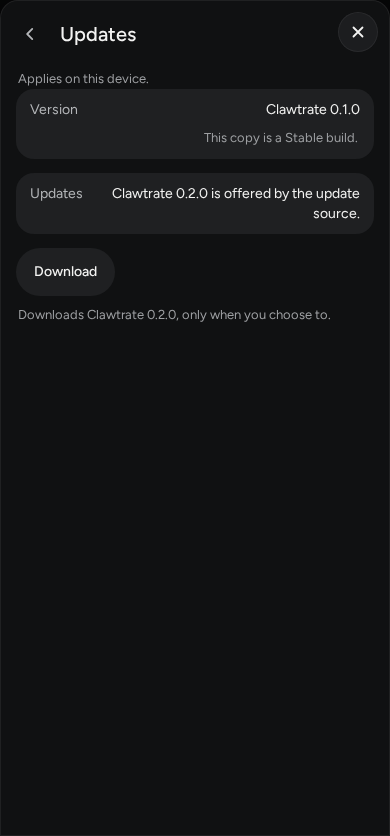 Updates
Applies on this device.
Version Clawtrate 0.1.0
This copy is a Stable build.
Updates Clawtrate 0.2.0 is offered by the update
source.
Download
Downloads Clawtrate 0.2.0, only when you choose to.